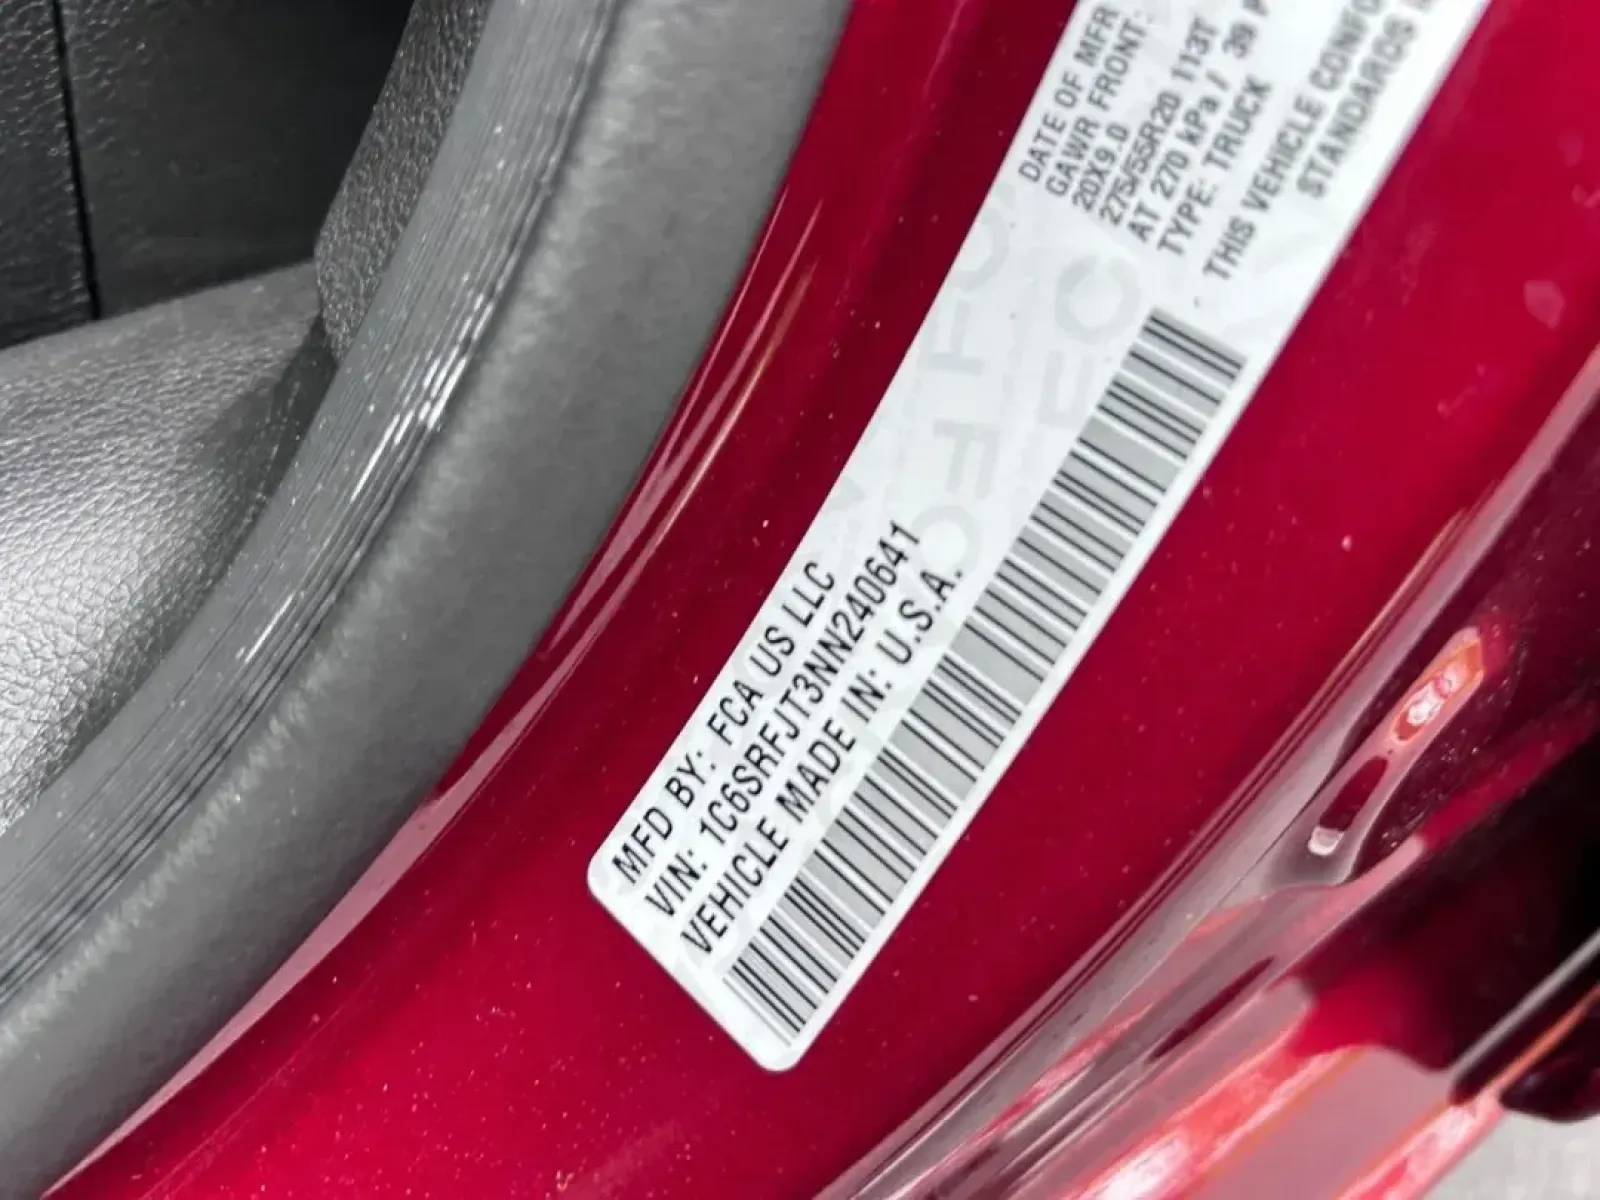 MFD BY: FCA US LLC
VIN: 1C6SRFJT3NN240641
VEHICLE MADE IN: U.S.A.
DATE OF MFR
GAWR FRONT:
20X9.0
275/55R20 113T
AT 270 kPa / 39 P
TYPE: TRUCK
THIS VEHICLE CONFO
STANDARDS